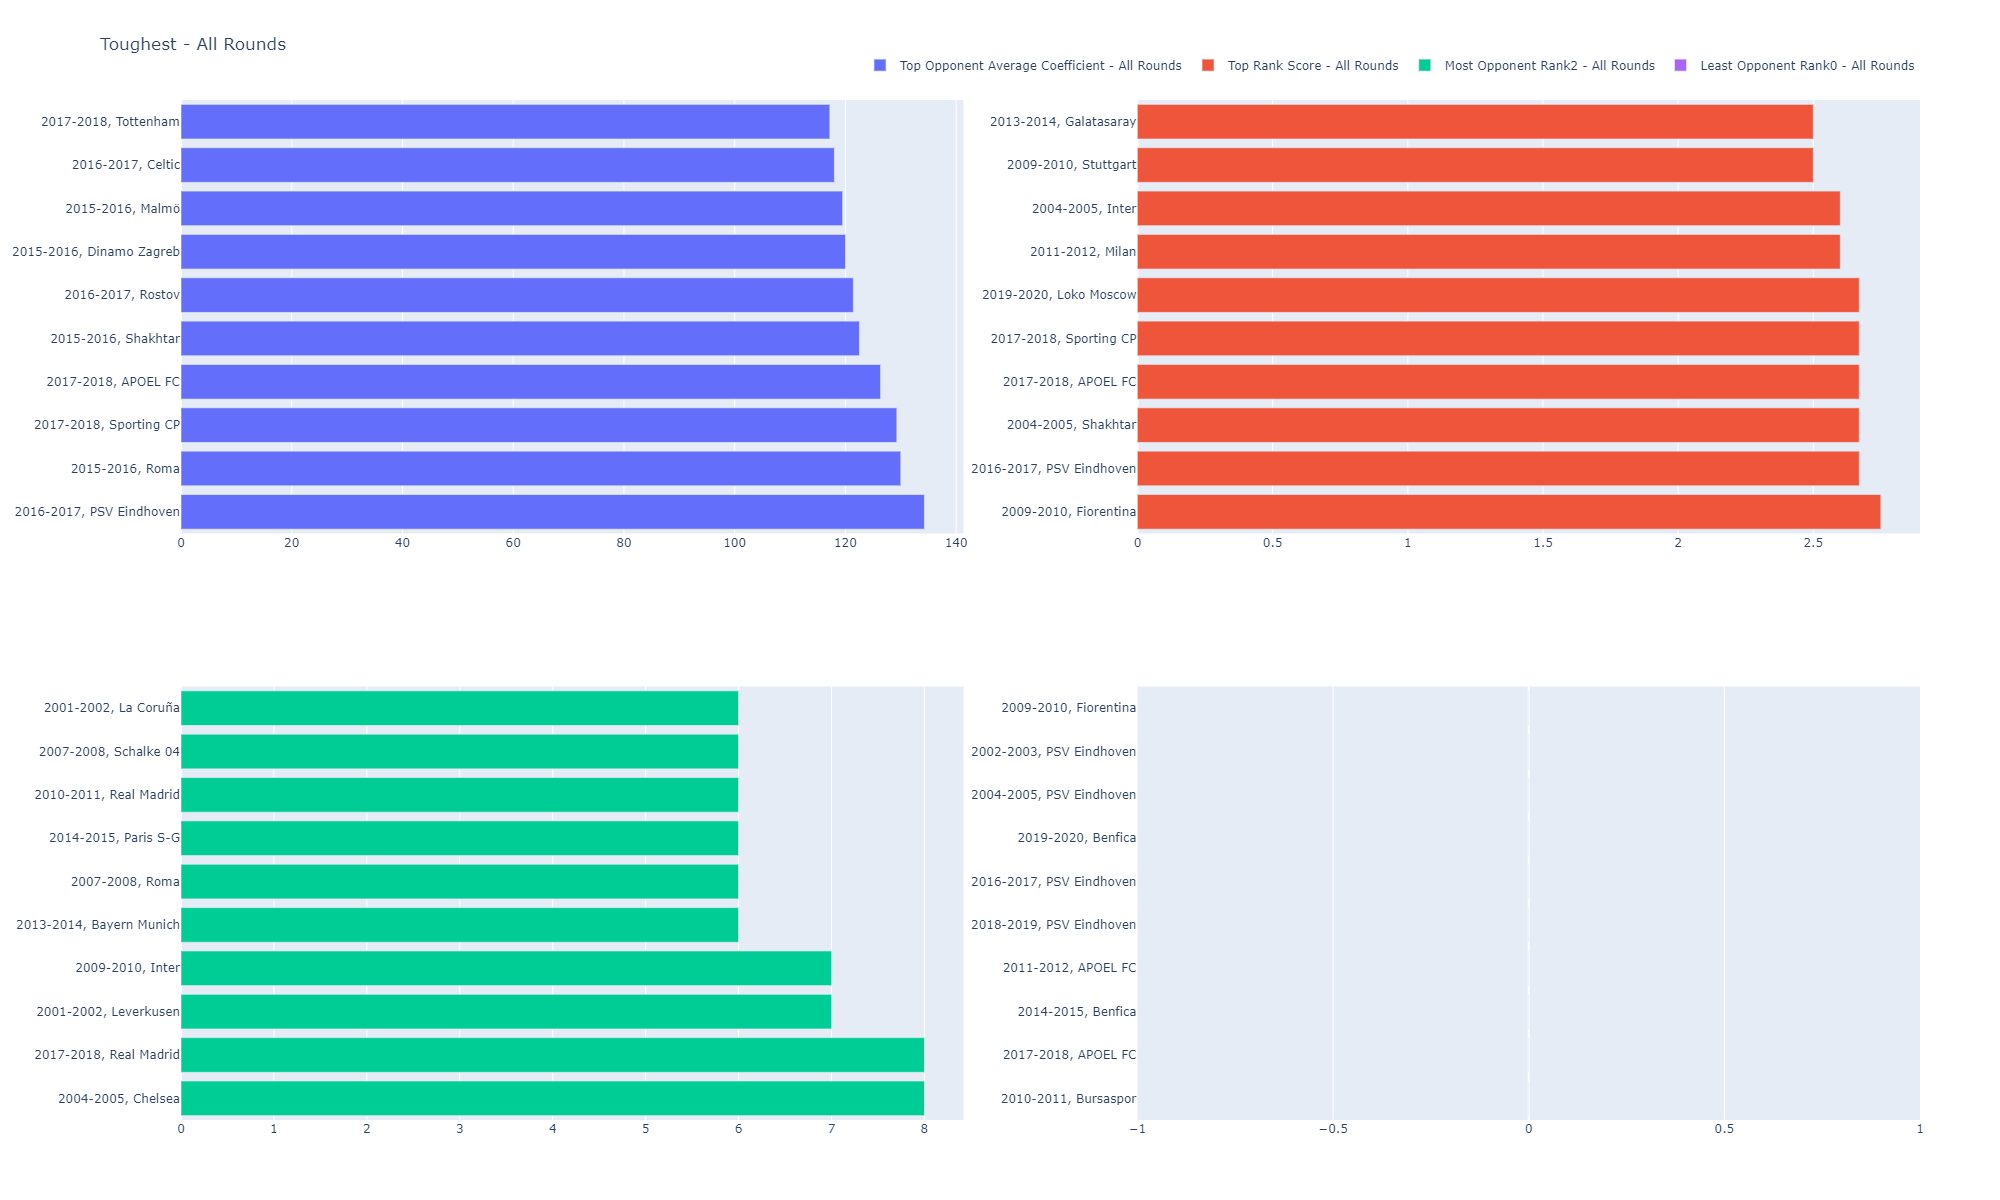 Toughest - All Rounds
Top Opponent Average Coefficient - All Rounds
Top Rank Score - All Rounds
Most Opponent Rank2 - All Rounds
Least Opponent Rank0 - All Rounds
2017-2018, Tottenham
2016-2017, Celtic
2015-2016, Malmö
2015-2016, Dinamo Zagreb
2016-2017, Rostov
2015-2016, Shakhtar
2017-2018, APOEL FC
2017-2018, Sporting CP
2015-2016, Roma
2016-2017, PSV Eindhoven
0 20 40 60 80 100 120 140
2013-2014, Galatasaray
2009-2010, Stuttgart
2004-2005, Inter
2011-2012, Milan
2019-2020, Loko Moscow
2017-2018, Sporting CP
2017-2018, APOEL FC
2004-2005, Shakhtar
2016-2017, PSV Eindhoven
2009-2010, Fiorentina
0 0.5 1 1.5 2 2.5
2001-2002, La Coruña
2007-2008, Schalke 04
2010-2011, Real Madrid
2014-2015, Paris S-G
2007-2008, Roma
2013-2014, Bayern Munich
2009-2010, Inter
2001-2002, Leverkusen
2017-2018, Real Madrid
2004-2005, Chelsea
0 1 2 3 4 5 6 7 8
2009-2010, Fiorentina
2002-2003, PSV Eindhoven
2004-2005, PSV Eindhoven
2019-2020, Benfica
2016-2017, PSV Eindhoven
2018-2019, PSV Eindhoven
2011-2012, APOEL FC
2014-2015, Benfica
2017-2018, APOEL FC
2010-2011, Bursaspor
−1 −0.5 0 0.5 1